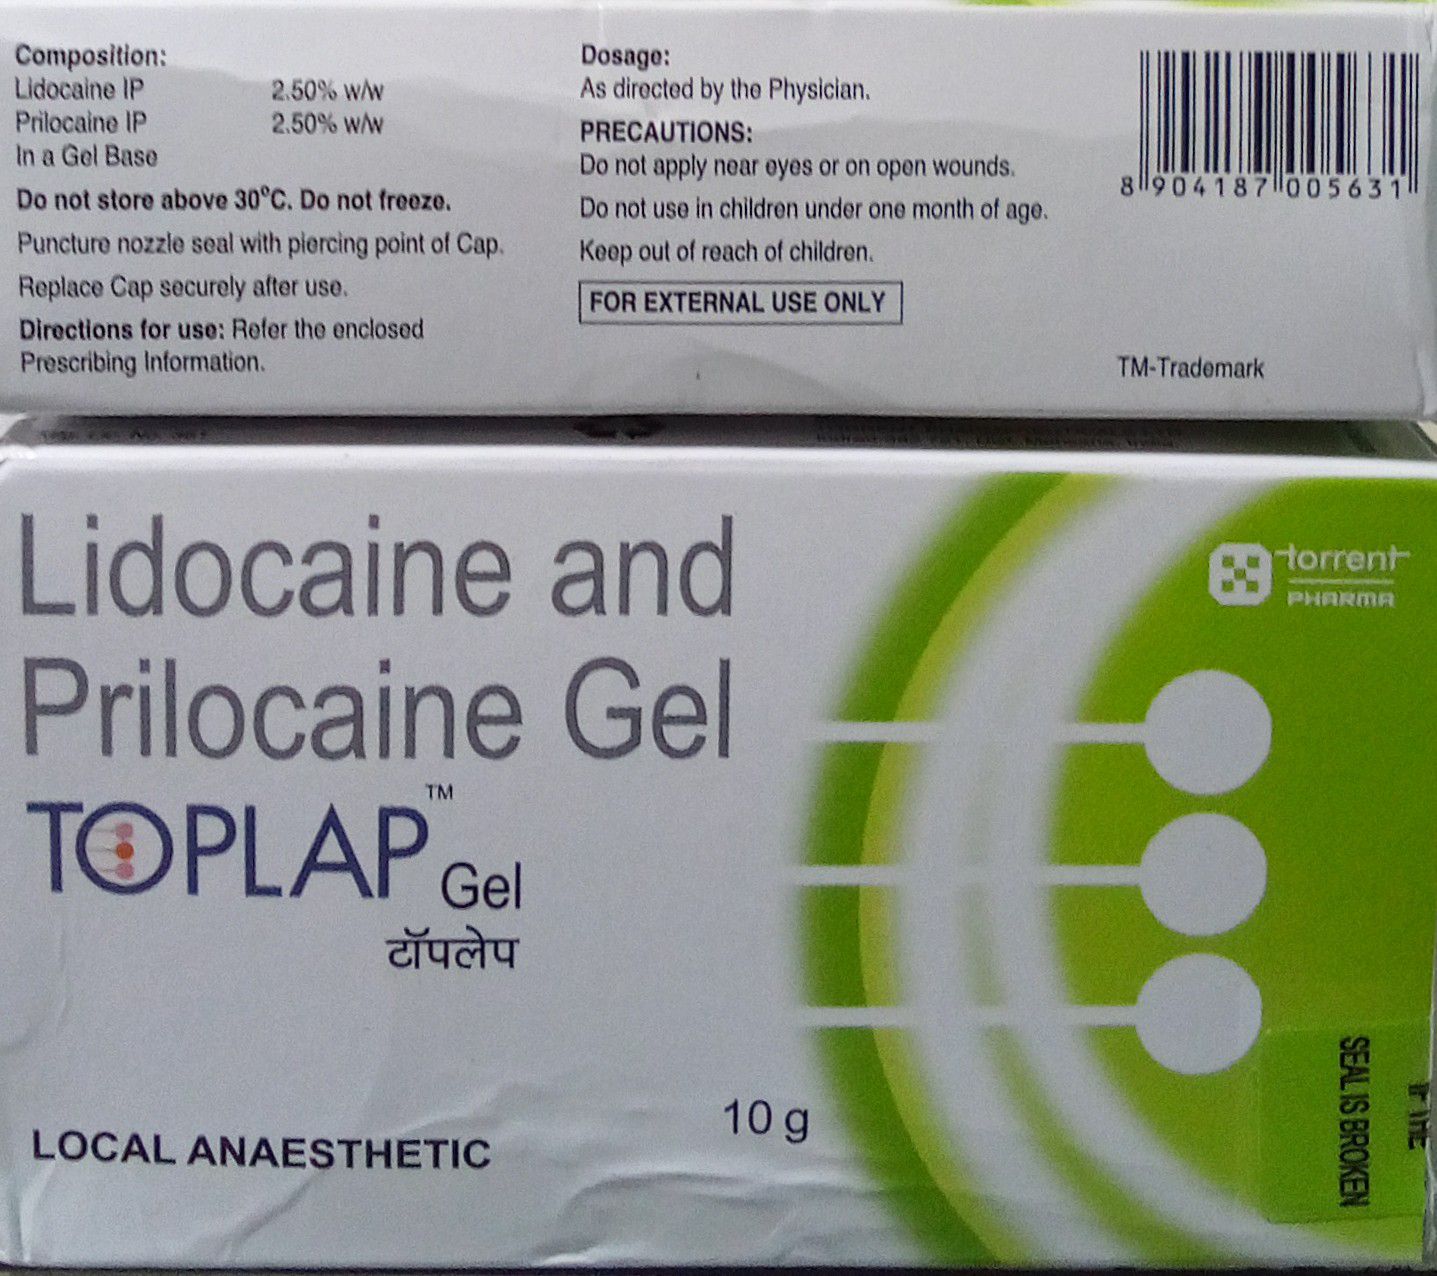 Composition:
Lidocaine IP 2.50% w/w
Prilocaine IP 2.50% w/w
In a Gel Base
Do not store above 30°C. Do not freeze.
Puncture nozzle seal with piercing point of Cap.
Replace Cap securely after use.
Directions for use: Refer the enclosed
Prescribing Information.
Dosage:
As directed by the Physician.
PRECAUTIONS:
Do not apply near eyes or on open wounds.
Do not use in children under one month of age.
Keep out of reach of children.
FOR EXTERNAL USE ONLY
8 904187 005631
TM-Trademark
Lidocaine and
Prilocaine Gel
TOPLAP™ Gel
टॉपलेप
LOCAL ANAESTHETIC
10 g
torrent
PHARMA
IF THE
SEAL IS BROKEN